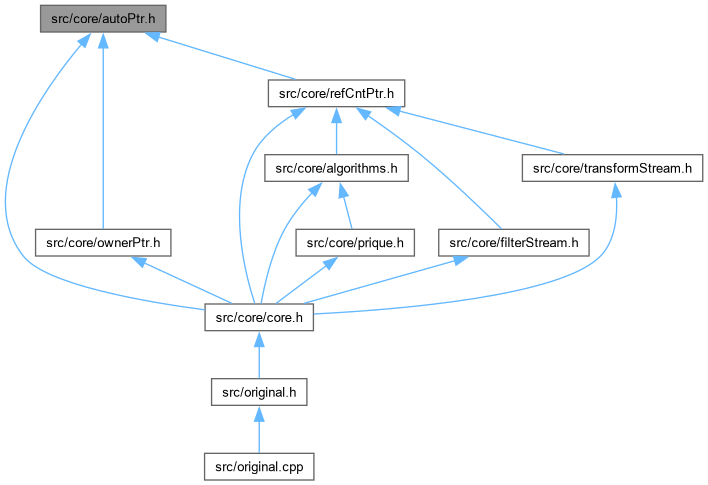 src/core/autoPtr.h
src/core/refCntPtr.h
src/core/algorithms.h
src/core/transformStream.h
src/core/ownerPtr.h
src/core/prique.h
src/core/filterStream.h
src/core/core.h
src/original.h
src/original.cpp